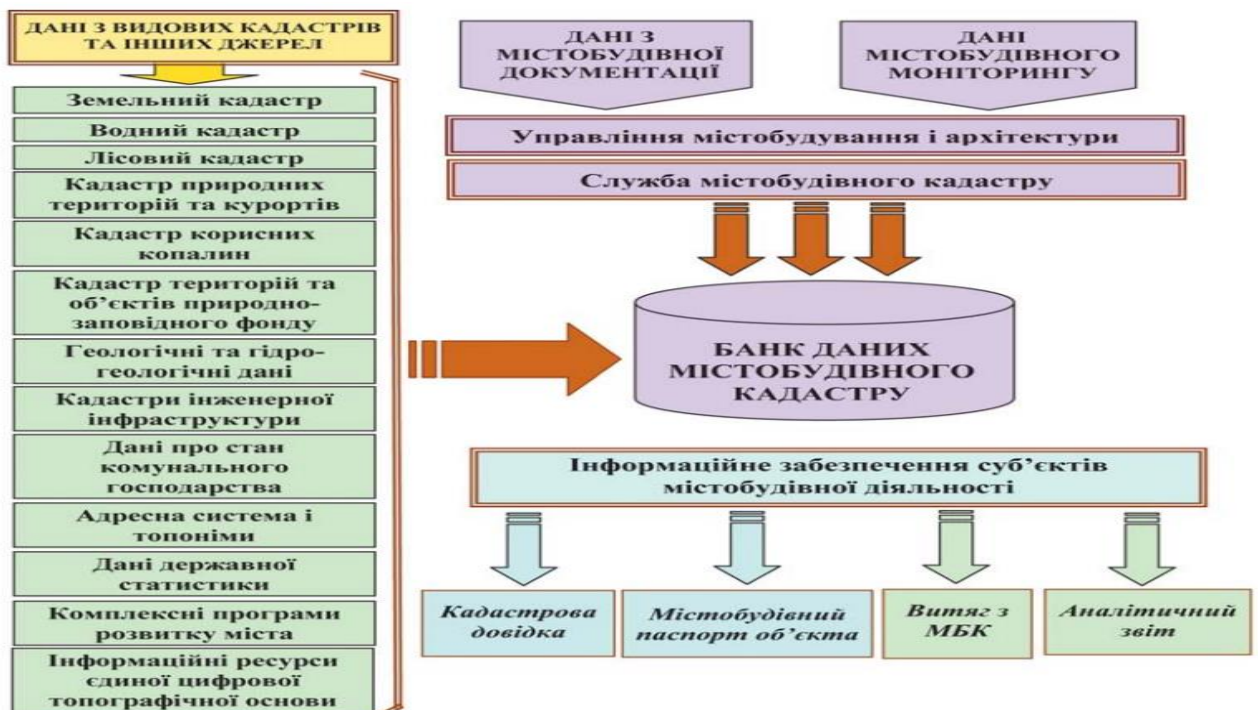 ДАНІ З ВИДОВИХ КАДАСТРІВ
ТА ІНШИХ ДЖЕРЕЛ
Земельний кадастр
Водний кадастр
Лісовий кадастр
Кадастр природних
територій та курортів
Кадастр корисних
копалин
Кадастр територій та
об’єктів природно-
заповідного фонду
Геологічні та гідро-
геологічні дані
Кадастри інженерної
інфраструктури
Дані про стан
комунального
господарства
Адресна система і
топоніми
Дані державної
статистики
Комплексні програми
розвитку міста
Інформаційні ресурси
єдиної цифрової
топографічної основи
ДАНІ З
МІСТОБУДІВНОЇ
ДОКУМЕНТАЦІЇ
ДАНІ
МІСТОБУДІВНОГО
МОНІТОРИНГУ
Управління містобудування і архітектури
Служба містобудівного кадастру
БАНК ДАНИХ
МІСТОБУДІВНОГО
КАДАСТРУ
Інформаційне забезпечення суб’єктів
містобудівної діяльності
Кадастрова
довідка
Містобудівний
паспорт об’єкта
Витяг з
МБК
Аналітичний
звіт